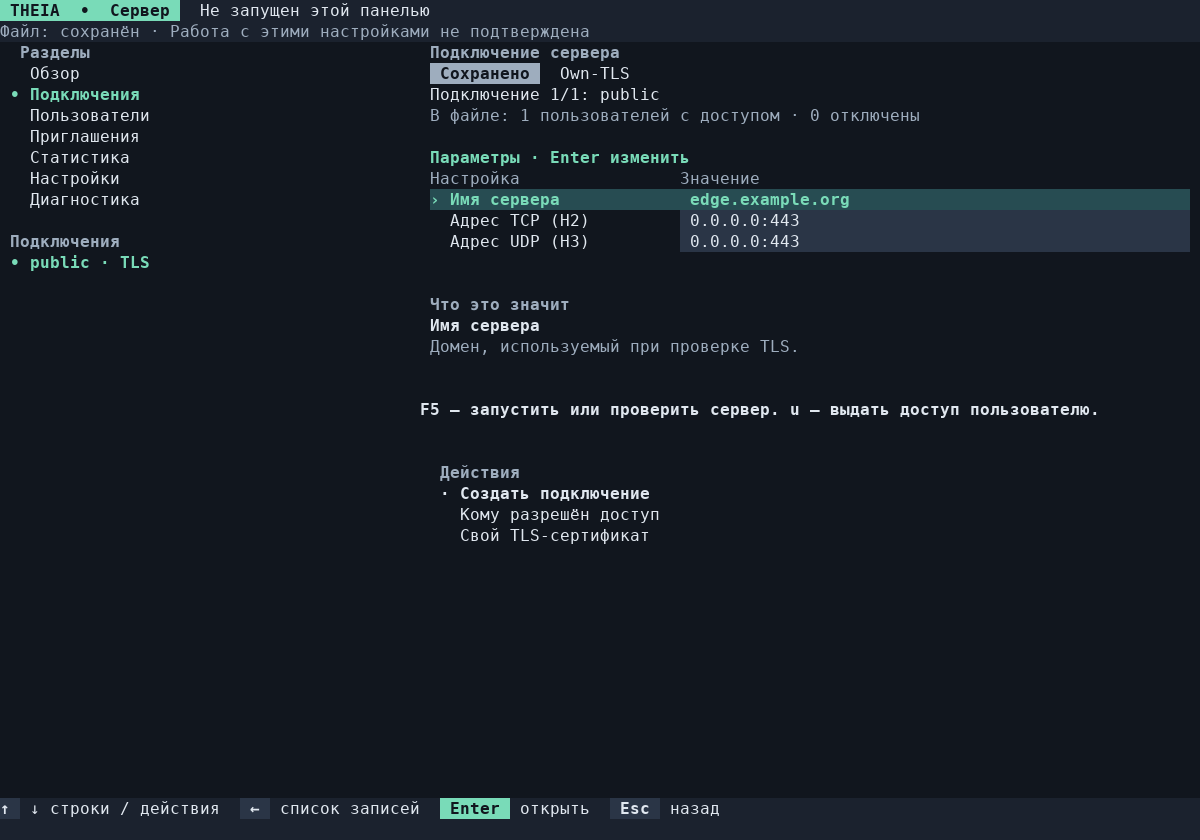 THEIA • Сервер Не запущен этой панелью
Файл: сохранён · Работа с этими настройками не подтверждена
Разделы
Обзор
• Подключения
Пользователи
Приглашения
Статистика
Настройки
Диагностика
Подключения
• public · TLS
Подключение сервера
Сохранено Own-TLS
Подключение 1/1: public
В файле: 1 пользователей с доступом · 0 отключены
Параметры · Enter изменить
Настройка Значение
› Имя сервера edge.example.org
Адрес TCP (H2) 0.0.0.0:443
Адрес UDP (H3) 0.0.0.0:443
Что это значит
Имя сервера
Домен, используемый при проверке TLS.
F5 — запустить или проверить сервер. u — выдать доступ пользователю.
Действия
· Создать подключение
Кому разрешён доступ
Свой TLS-сертификат
↑ ↓ строки / действия ← список записей Enter открыть Esc назад